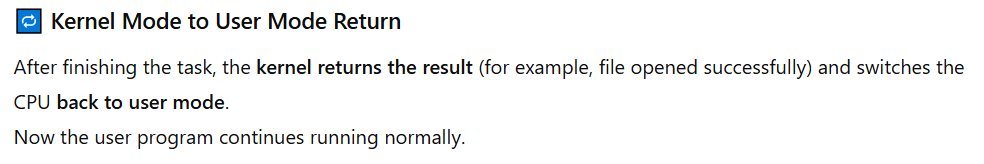 Kernel Mode to User Mode Return
After finishing the task, the kernel returns the result (for example, file opened successfully) and switches the
CPU back to user mode.
Now the user program continues running normally.